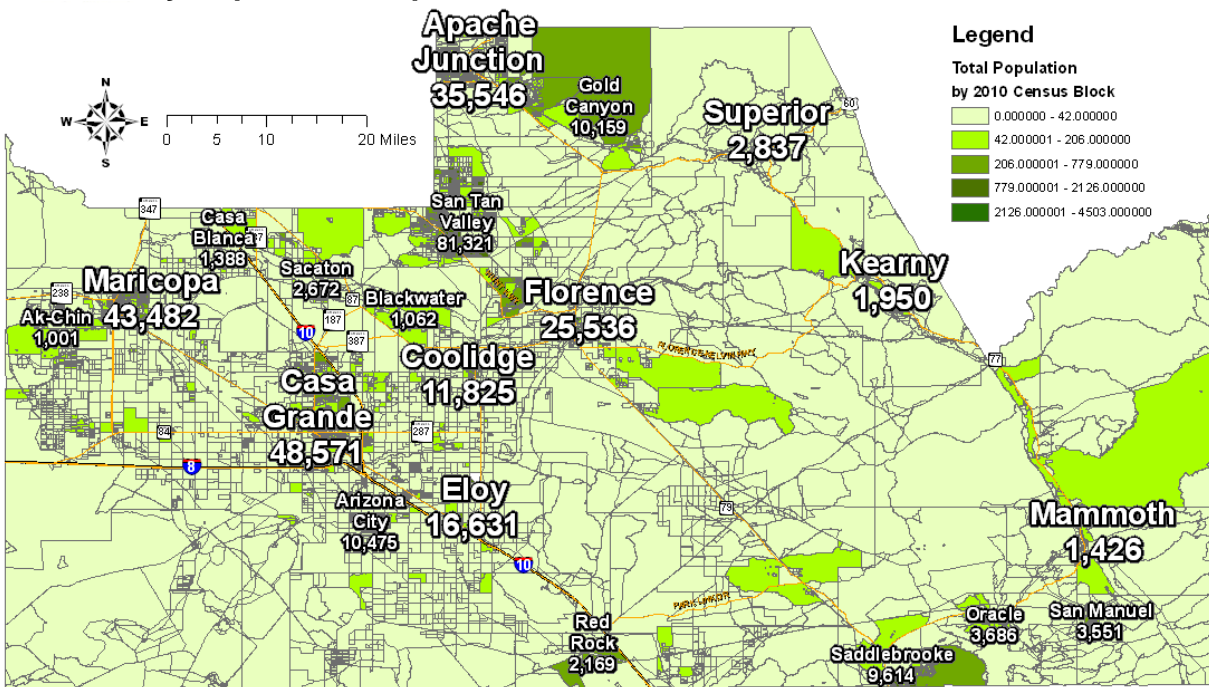 Apache
Junction
35,546
Gold
Canyon
10,159
Superior
2,837
60
Legend
Total Population
by 2010 Census Block
0.000000 - 42.000000
42.000001 - 206.000000
206.000001 - 779.000000
779.000001 - 2126.000000
2126.000001 - 4503.000000
N
W
E
S
0
5
10
20 Miles
347
Casa
Blanca
1,388
87
San Tan
Valley
81,321
Sacaton
2,672
87
Blackwater
1,062
Maricopa
43,482
238
Ak-Chin
1,001
10
187
387
Florence
25,536
Kearny
1,950
77
Coolidge
11,825
Casa
Grande
48,571
84
287
8
Arizona
City
10,475
Eloy
16,631
10
79
Mammoth
1,426
Red
Rock
2,169
Oracle
3,686
San Manuel
3,551
Saddlebrooke
9,614